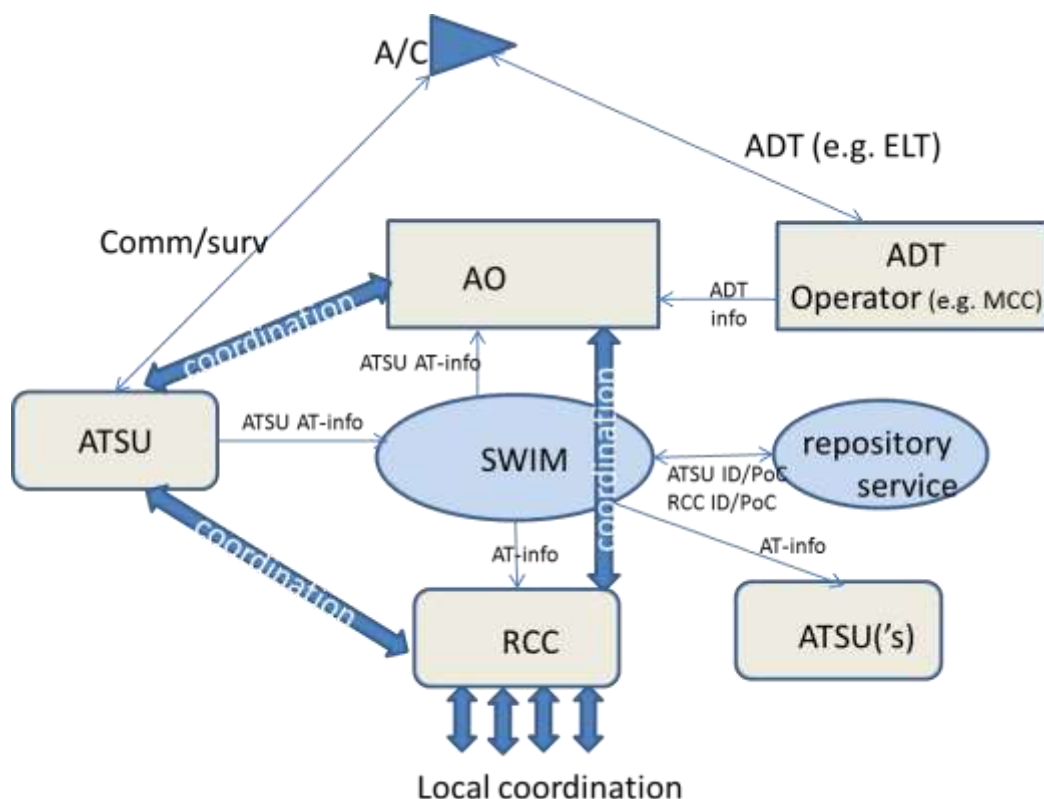 A/C
ADT (e.g. ELT)
Comm/surv
AO
ADT
info
ADT
Operator (e.g. MCC)
coordination
ATSU AT-info
coordination
ATSU
ATSU AT-info
SWIM
ATSU ID/PoC
RCC ID/PoC
repository
service
coordination
AT-info
AT-info
RCC
ATSU('s)
Local coordination